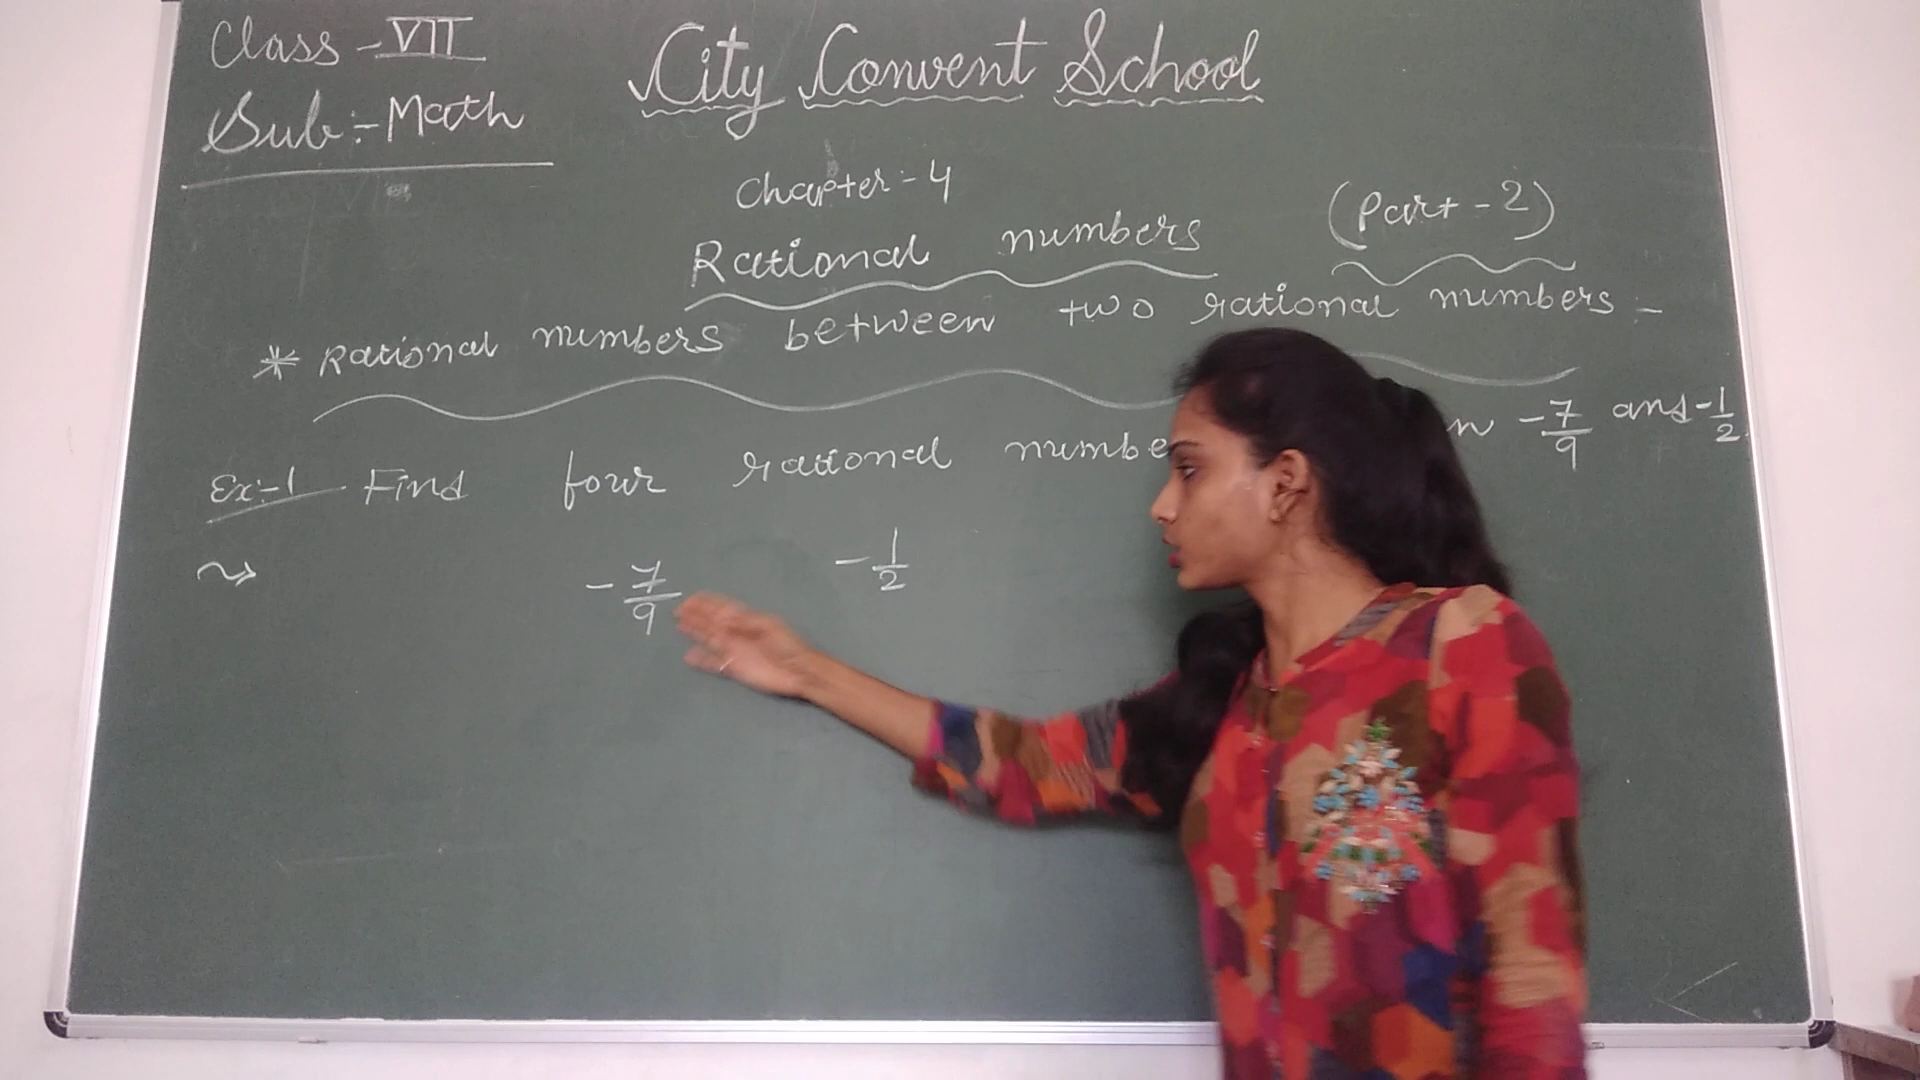 Class - VII
Sub:- Math
City Convent School
Chapter:- 4
Rational numbers (Part - 2)
* Rational numbers between two rational numbers :-
Ex:-1 Find four rational numbe n -7/9 and -1/2.
-7/9 -1/2